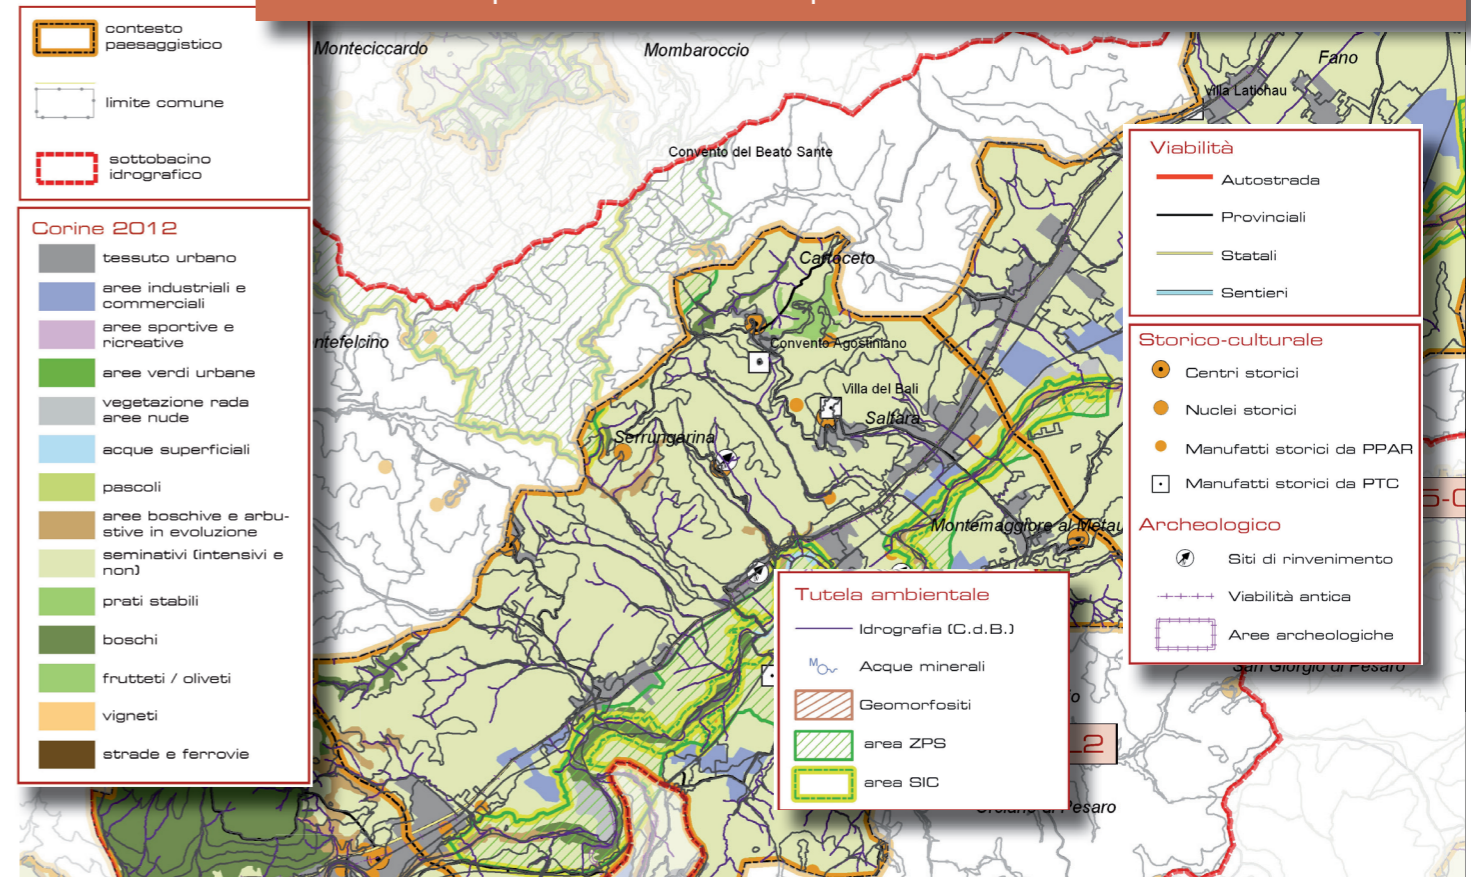 contesto
paesaggistico
limite comune
sottobacino
idrografico
Corine 2012
tessuto urbano
aree industriali e
commerciali
aree sportive e
ricreative
aree verdi urbane
vegetazione rada
aree nude
acque superficiali
pascoli
aree boschive e arbu-
stive in evoluzione
seminativi (intensivi e
non)
prati stabili
boschi
frutteti / oliveti
vigneti
strade e ferrovie
Monteciccardo
Mombaroccio
Fano
Villa Lationau
Convento del Beato Sante
Cartoceto
ntefelcino
Convento Agostiniano
Villa del Bali
Saltara
Serrungarina
Montemaggiore al Metau
San Giorgio di Pesaro
o
L2
5-0
Orciano di Pesaro
Viabilità
Autostrada
Provinciali
Statali
Sentieri
Storico-culturale
Centri storici
Nuclei storici
Manufatti storici da PPAR
Manufatti storici da PTC
Archeologico
Siti di rinvenimento
Viabilità antica
Aree archeologiche
Tutela ambientale
Idrografia (C.d.B.)
M
Acque minerali
Geomorfositi
area ZPS
area SIC